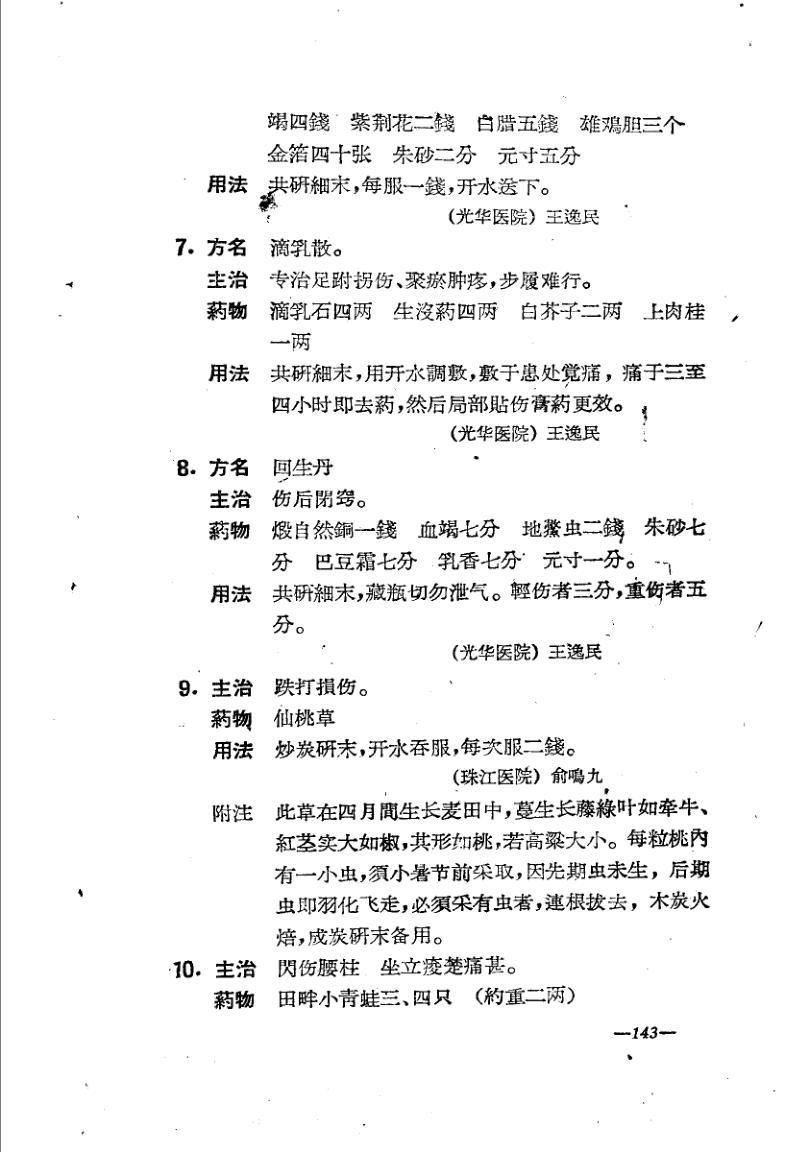 竭四錢　紫荆花二錢　白腊五錢　雄鴻胆三个
金箔四十张　朱砂二分　元寸五分
用法　共研細末，每服一錢，开水送下。
（光华医院）王逸民
7. 方名　滴乳散。
主治　专治足跗拐伤、聚瘀肿疼，步履难行。
葯物　滴乳石四两　生沒葯四两　白芥子二两　上肉桂
一两
用法　共研細末，用开水調敷，敷于患处覚痛，痛于三至
四小时即去葯，然后局部貼伤膏葯更效。
（光华医院）王逸民
8. 方名　回生丹
主治　伤后閉窍。
葯物　煅自然銅一錢　血竭七分　地鱉虫二錢　朱砂七
分　巴豆霜七分　乳香七分　元寸一分。
用法　共研細末，藏瓶切勿泄气。輕伤者三分，重伤者五
分。
（光华医院）王逸民
9. 主治　跌打損伤。
葯物　仙桃草
用法　炒炭研末，开水吞服，每次服二錢。
（珠江医院）俞鳴九
附注　此草在四月間生长麦田中，蔓生长藤綠叶如牵牛、
紅茎实大如椒，其形如桃，若高粱大小。每粒桃內
有一小虫，須小暑节前采取，因先期虫未生，后期
虫即羽化飞走，必須采有虫者，連根拔去，木炭火
焙，成炭研末备用。
10. 主治　閃伤腰柱　坐立痠楚痛甚。
葯物　田畔小青蛙三、四只　（約重二两）
—143—